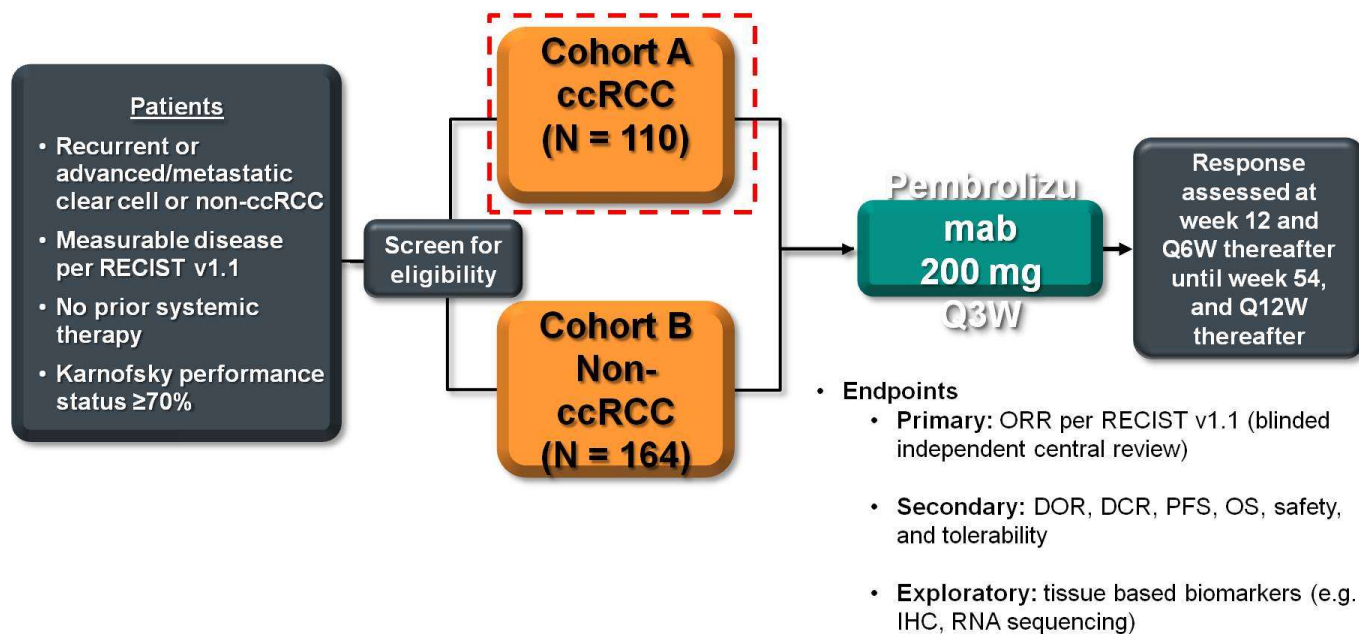 Patients
• Recurrent or
advanced/metastatic
clear cell or non-ccRCC
• Measurable disease
per RECIST v1.1
• No prior systemic
therapy
• Karnofsky performance
status ≥70%
Screen for
eligibility
Cohort A
ccRCC
(N = 110)
Cohort B
Non-
ccRCC
(N = 164)
Pembrolizu
mab
200 mg
Q3W
Response
assessed at
week 12 and
Q6W thereafter
until week 54,
and Q12W
thereafter
• Endpoints
• Primary: ORR per RECIST v1.1 (blinded
independent central review)
• Secondary: DOR, DCR, PFS, OS, safety,
and tolerability
• Exploratory: tissue based biomarkers (e.g.
IHC, RNA sequencing)